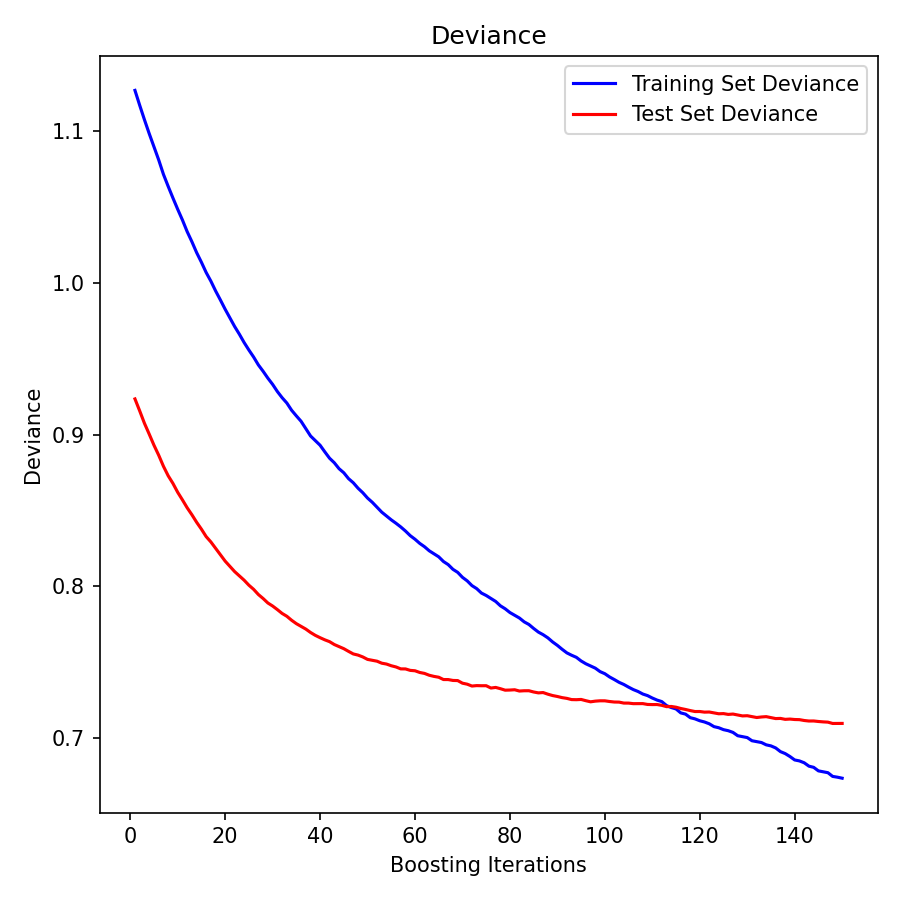 Deviance
Training Set Deviance
Test Set Deviance
1.1
1.0
0.9
0.8
0.7
Deviance
0 20 40 60 80 100 120 140
Boosting Iterations